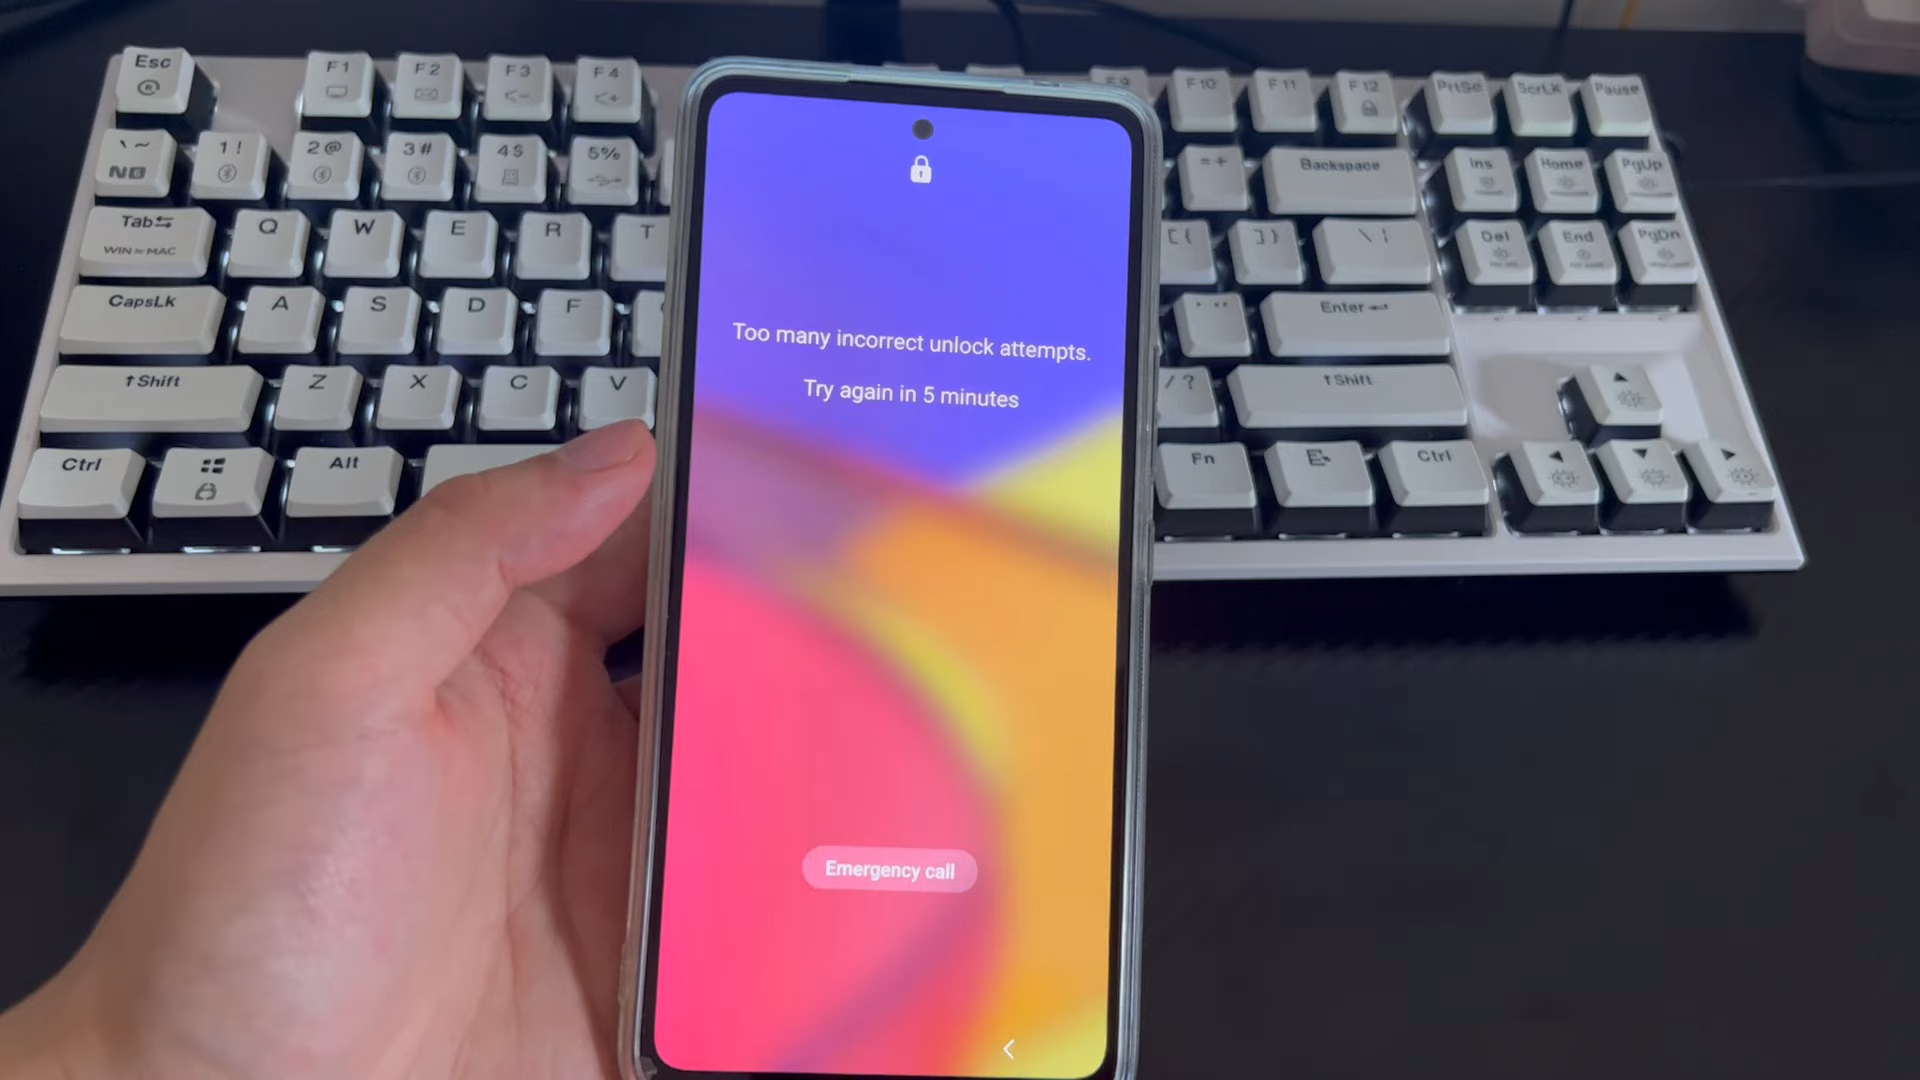 Esc F1 F2 F3 F4 F9 F10 F11 F12 PrtSc ScrLK Pause
` ~ 1 ! 2 @ 3 # 4 $ 5 % = + Backspace Ins Home PgUp
Tab Q W E R T [ { ] } \ | Del End PgDn
WIN MAC
CapsLk A S D F ' " Enter
↑Shift Z X C V / ? ↑Shift
Ctrl Alt Fn Ctrl
Too many incorrect unlock attempts.
Try again in 5 minutes
Emergency call